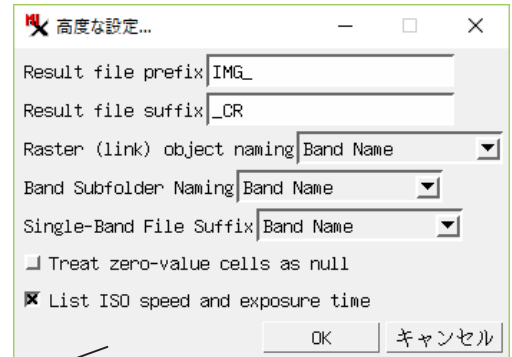 高度な設定...
Result file prefix IMG_
Result file suffix _CR
Raster (link) object naming Band Name
Band Subfolder Naming Band Name
Single-Band File Suffix Band Name
Treat zero-value cells as null
List ISO speed and exposure time
OK キャンセル